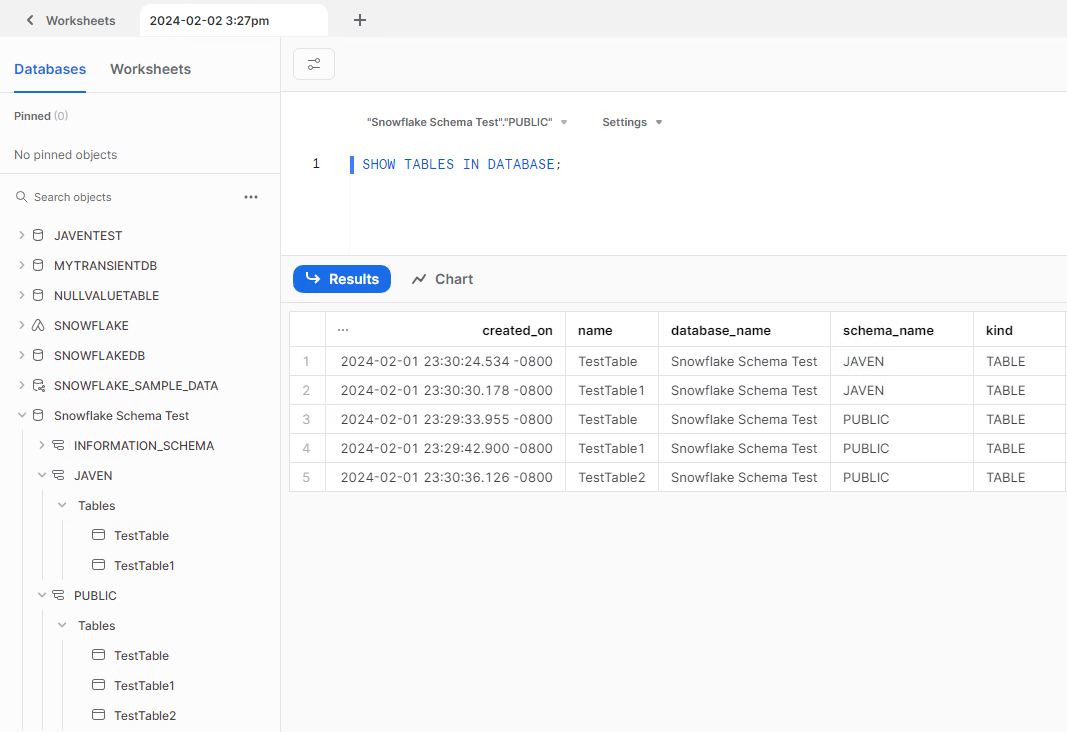 Worksheets 2024-02-02 3:27pm +
Databases Worksheets
Pinned (0)
No pinned objects
Search objects ...
JAVENTEST
MYTRANSIENTDB
NULLVALUETABLE
SNOWFLAKE
SNOWFLAKEDB
SNOWFLAKE_SAMPLE_DATA
Snowflake Schema Test
INFORMATION_SCHEMA
JAVEN
Tables
TestTable
TestTable1
PUBLIC
Tables
TestTable
TestTable1
TestTable2
"Snowflake Schema Test"."PUBLIC" Settings
1 SHOW TABLES IN DATABASE;
Results Chart
... created_on name database_name schema_name kind
1 2024-02-01 23:30:24.534 -0800 TestTable Snowflake Schema Test JAVEN TABLE
2 2024-02-01 23:30:30.178 -0800 TestTable1 Snowflake Schema Test JAVEN TABLE
3 2024-02-01 23:29:33.955 -0800 TestTable Snowflake Schema Test PUBLIC TABLE
4 2024-02-01 23:29:42.900 -0800 TestTable1 Snowflake Schema Test PUBLIC TABLE
5 2024-02-01 23:30:36.126 -0800 TestTable2 Snowflake Schema Test PUBLIC TABLE